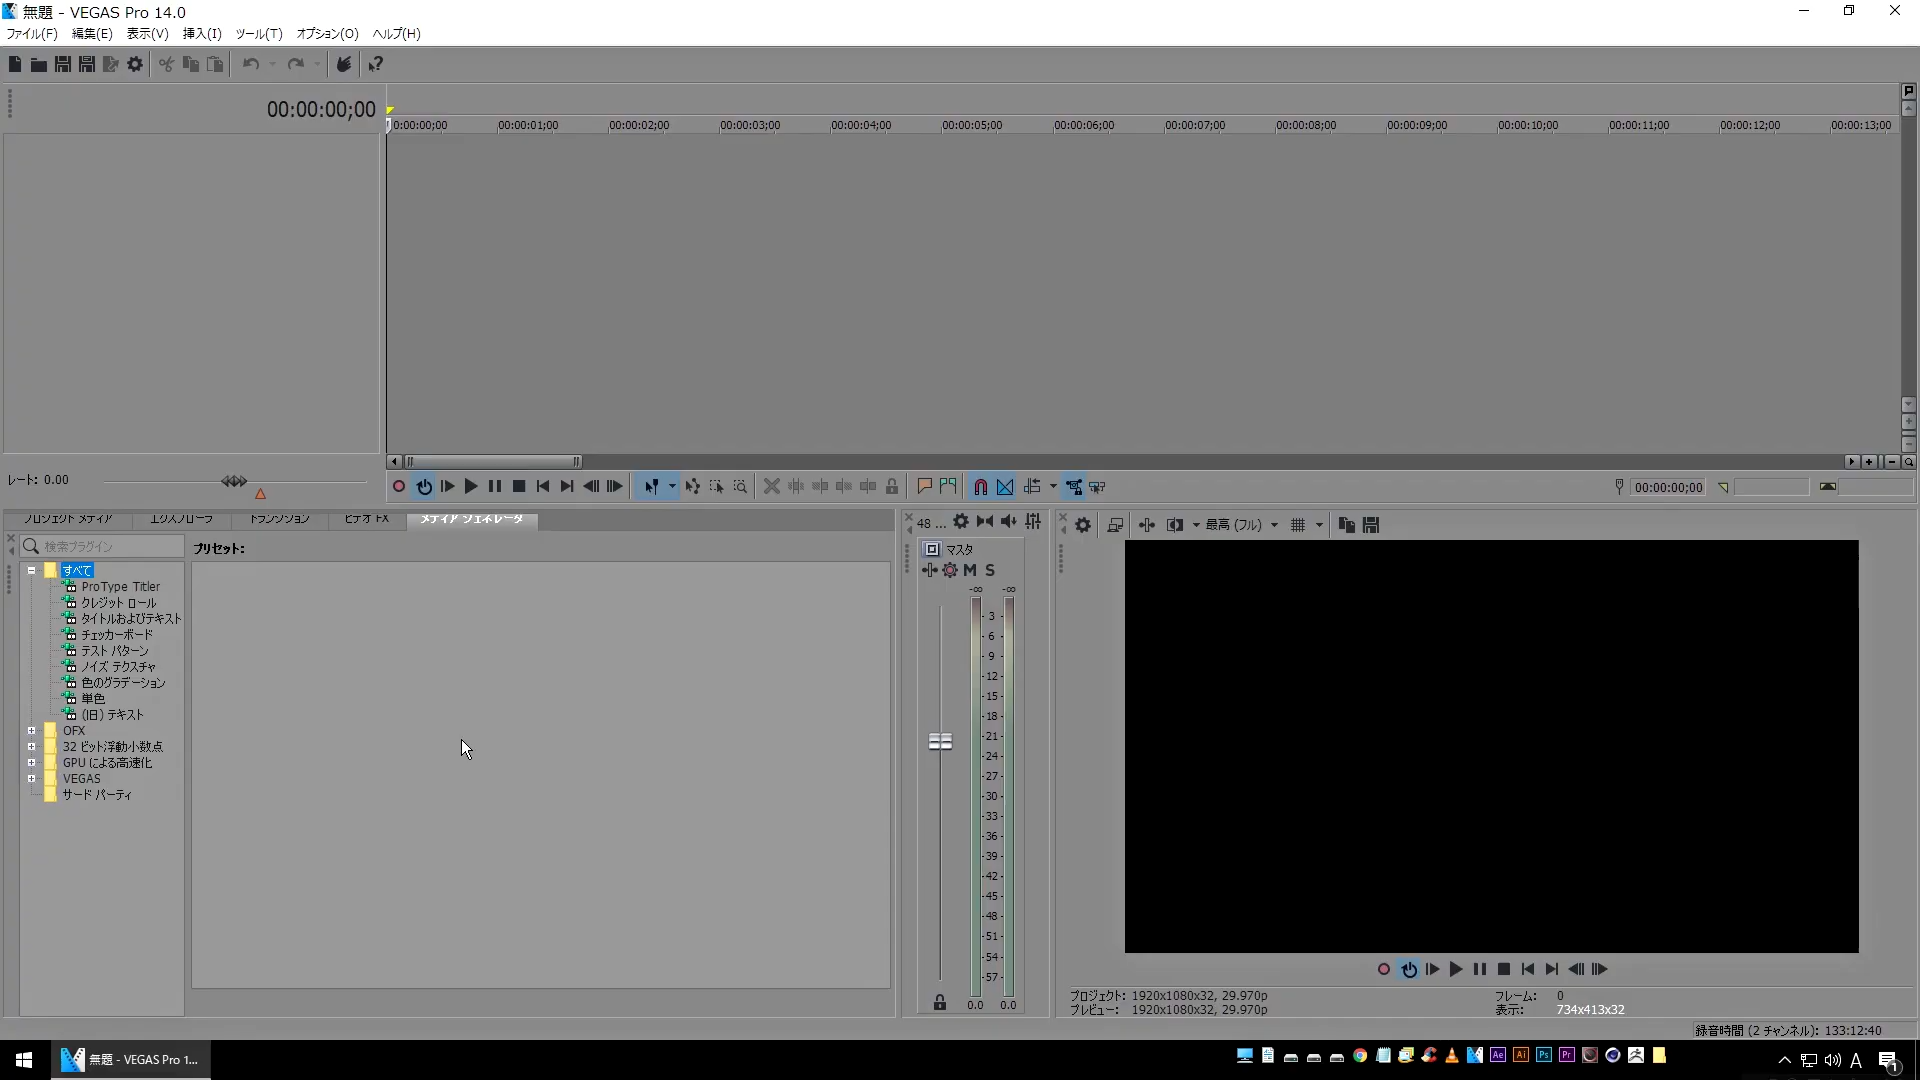 無題 - VEGAS Pro 14.0
ファイル(F) 編集(E) 表示(V) 挿入(I) ツール(T) オプション(O) ヘルプ(H)
00:00:00;00
0:00:00;00 00:00:01;00 00:00:02;00 00:00:03;00 00:00:04;00 00:00:05;00 00:00:06;00 00:00:07;00 00:00:08;00 00:00:09;00 00:00:10;00 00:00:11;00 00:00:12;00 00:00:13;00
レート: 0.00
00:00:00;00
プロジェクト メディア エクスプローラ トランジション ビデオ FX メディア ジェネレータ
検索プラグイン
プリセット:
すべて
ProType Titler
クレジット ロール
タイトルおよびテキスト
チェッカーボード
テスト パターン
ノイズ テクスチャ
色のグラデーション
単色
(旧) テキスト
OFX
32 ビット浮動小数点
GPU による高速化
VEGAS
サード パーティ
48 ...
マスタ
M S
-∞ -∞
3
6
9
12
15
18
21
24
27
30
33
36
39
42
45
48
51
54
57
0.0 0.0
最高 (フル)
プロジェクト: 1920x1080x32, 29.970p
プレビュー: 1920x1080x32, 29.970p
フレーム: 0
表示: 734x413x32
録音時間 (2 チャンネル): 133:12:40
無題 - VEGAS Pro 1...
Ae Ai Ps Pr
A
1